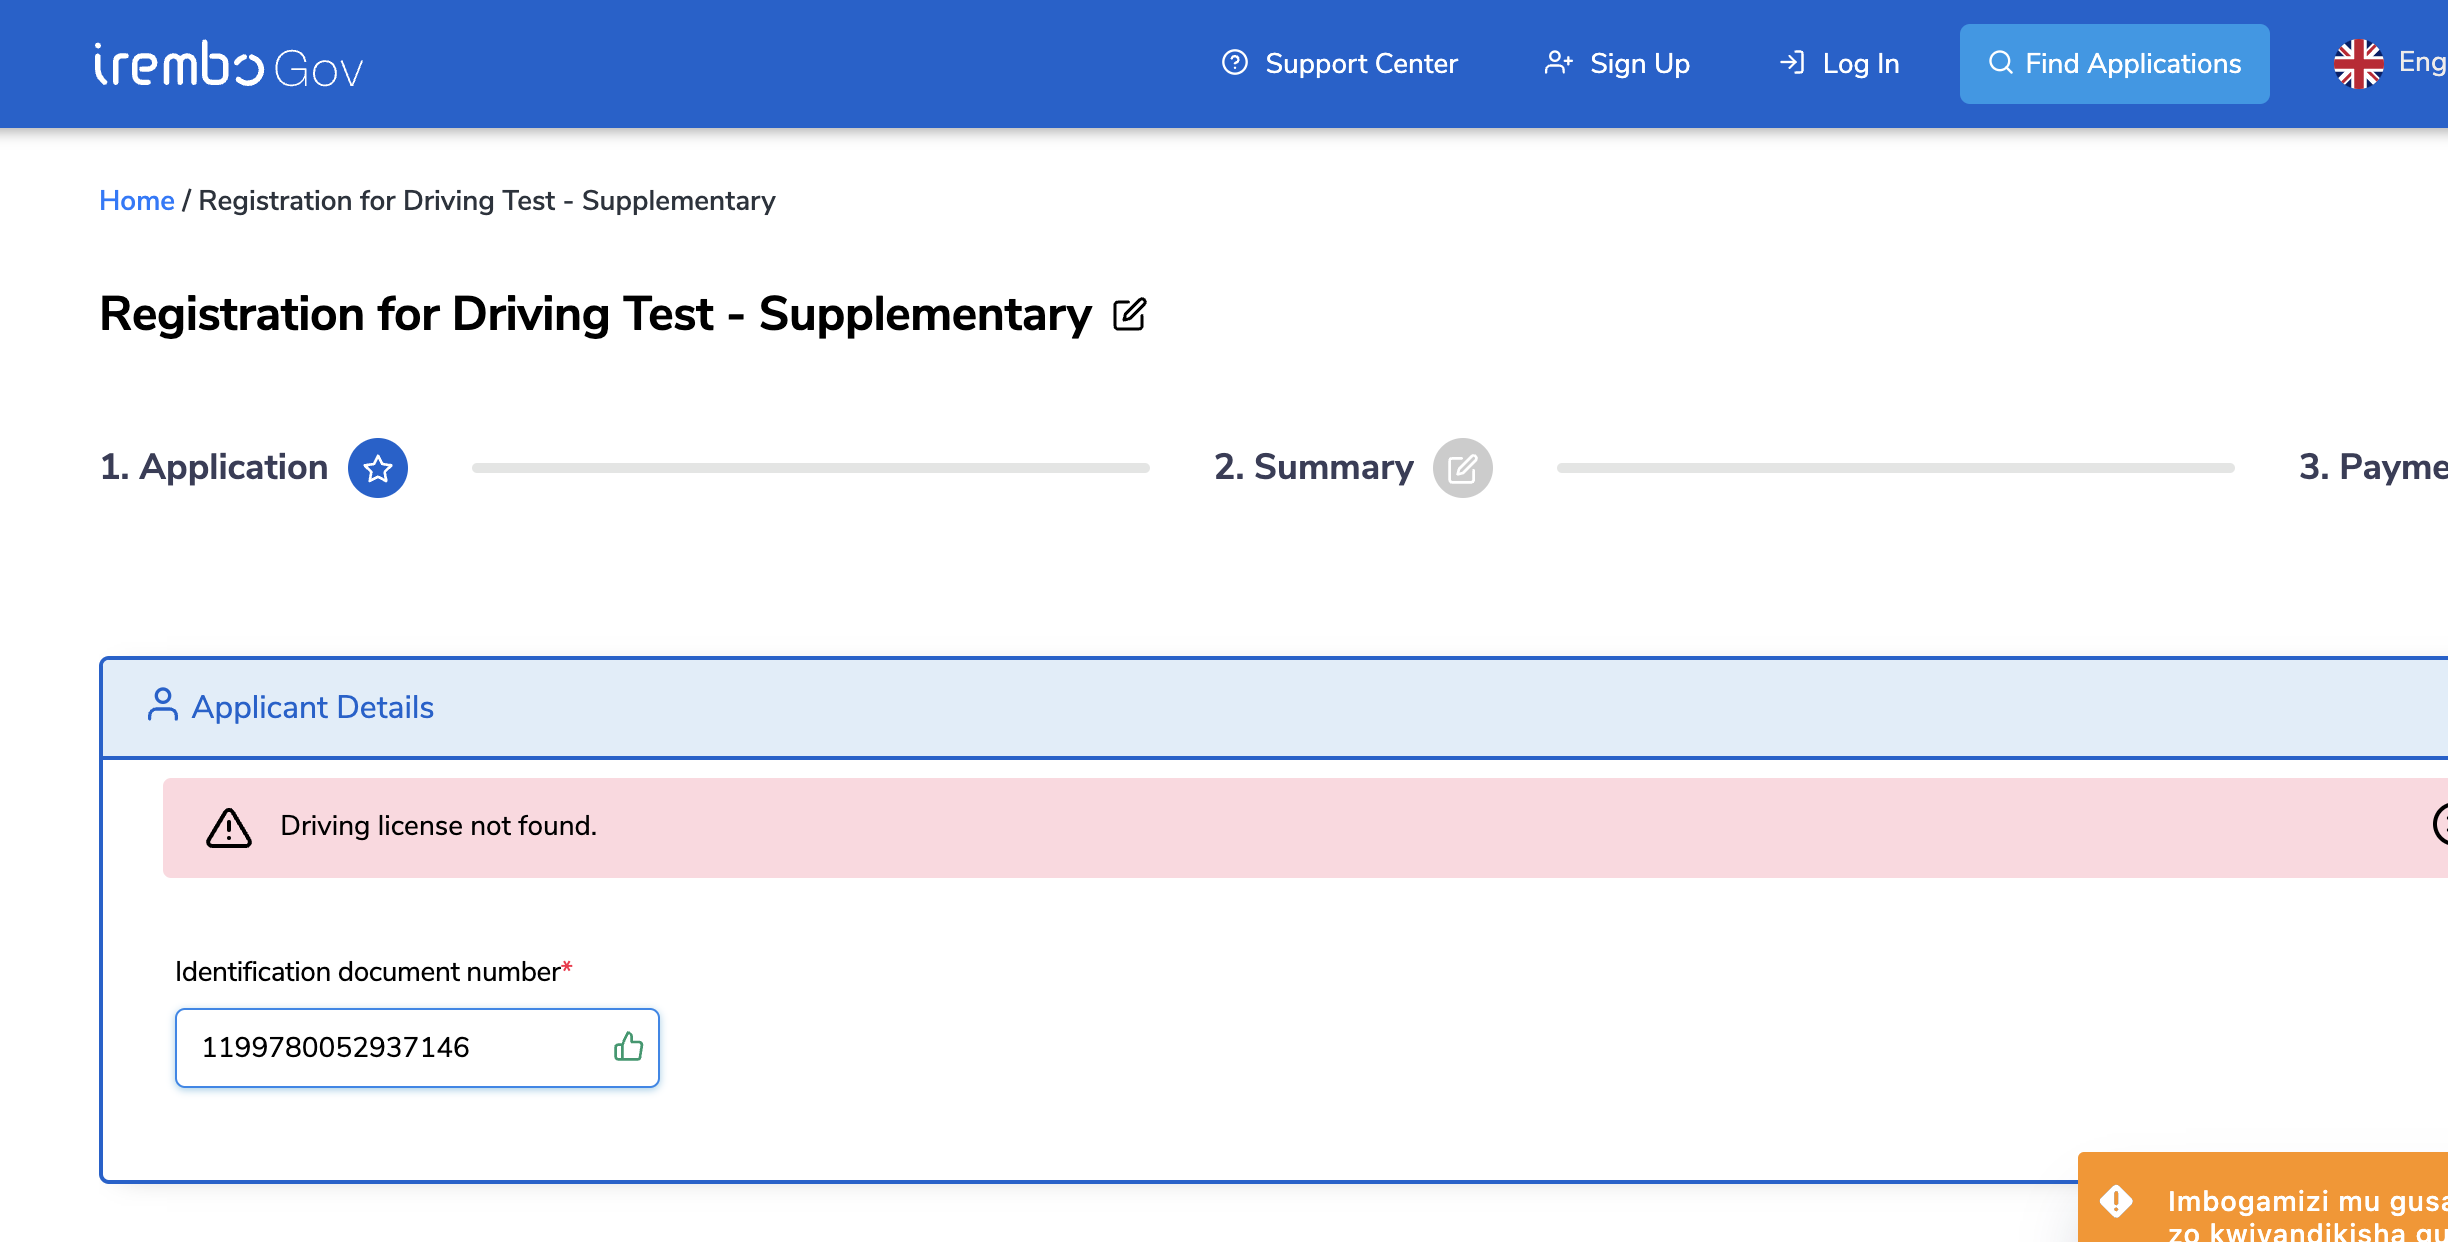 irembo Gov
Support Center
Sign Up
Log In
Find Applications
Eng
Home / Registration for Driving Test - Supplementary
Registration for Driving Test - Supplementary
1. Application
2. Summary
3. Payme
Applicant Details
Driving license not found.
Identification document number*
1199780052937146
Imbogamizi mu gusa
zo kwiyandikisha gu